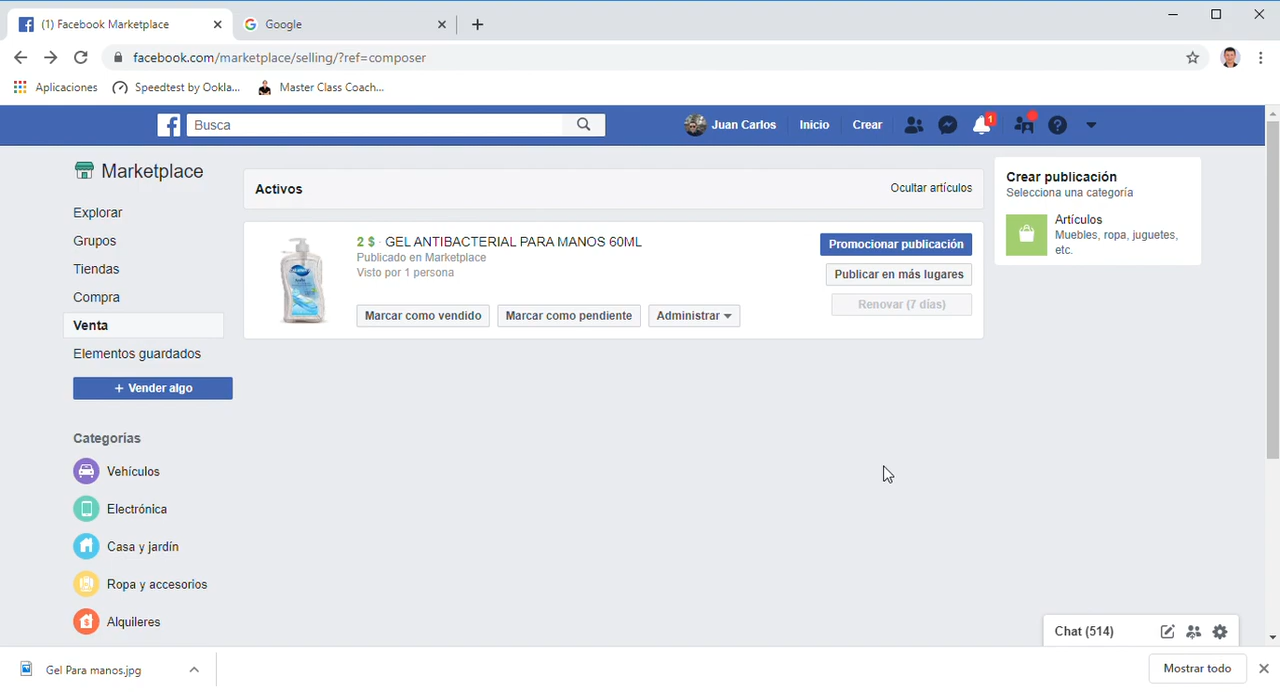 (1) Facebook Marketplace
Google
facebook.com/marketplace/selling/?ref=composer
Aplicaciones
Speedtest by Ookla...
Master Class Coach...
Busca
Juan Carlos
Inicio
Crear
1
Marketplace
Explorar
Grupos
Tiendas
Compra
Venta
Elementos guardados
+ Vender algo
Categorías
Vehículos
Electrónica
Casa y jardín
Ropa y accesorios
Alquileres
Activos
Ocultar artículos
2 $ · GEL ANTIBACTERIAL PARA MANOS 60ML
Publicado en Marketplace
Visto por 1 persona
Marcar como vendido
Marcar como pendiente
Administrar
Promocionar publicación
Publicar en más lugares
Renovar (7 días)
Crear publicación
Selecciona una categoría
Artículos
Muebles, ropa, juguetes,
etc.
Chat (514)
Gel Para manos.jpg
Mostrar todo